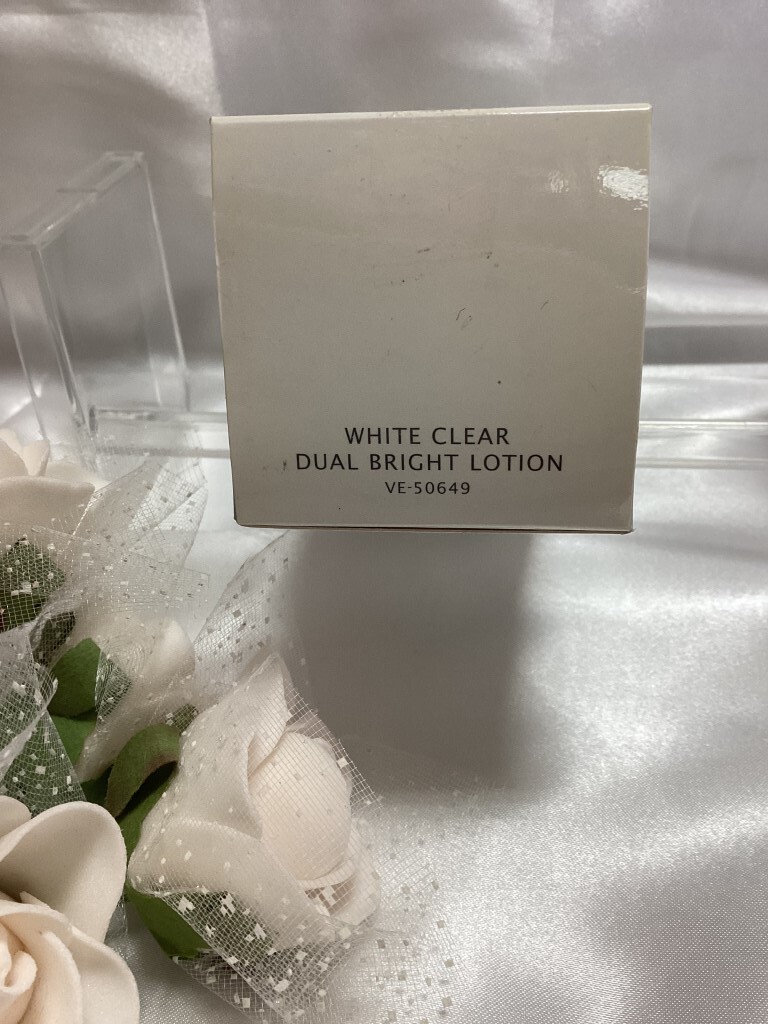 WHITE CLEAR
DUAL BRIGHT LOTION
VE-50649